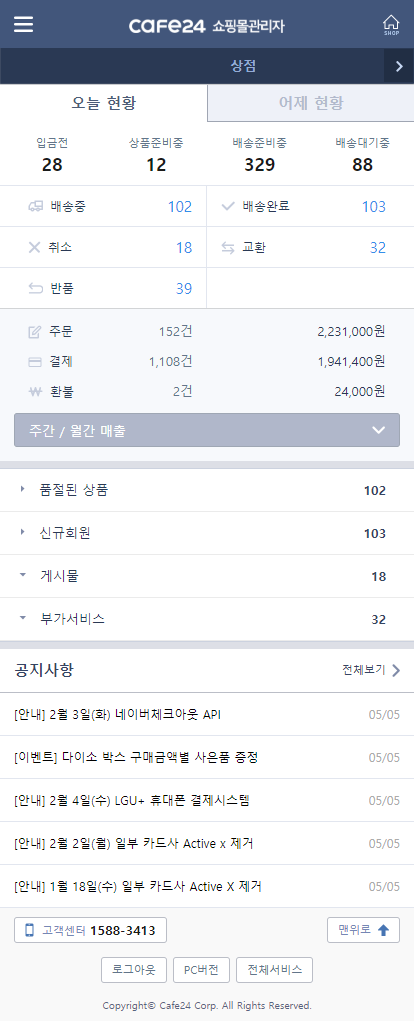 cafe24 쇼핑몰관리자
SHOP
상점
오늘 현황 어제 현황
입금전 상품준비중 배송준비중 배송대기중
28 12 329 88
배송중 102 배송완료 103
취소 18 교환 32
반품 39
주문 152건 2,231,000원
결제 1,108건 1,941,400원
환불 2건 24,000원
주간 / 월간 매출
품절된 상품 102
신규회원 103
게시물 18
부가서비스 32
공지사항 전체보기
[안내] 2월 3일(화) 네이버체크아웃 API 05/05
[이벤트] 다이소 박스 구매금액별 사은품 증정 05/05
[안내] 2월 4일(수) LGU+ 휴대폰 결제시스템 05/05
[안내] 2월 2일(월) 일부 카드사 Active x 제거 05/05
[안내] 1월 18일(수) 일부 카드사 Active X 제거 05/05
고객센터 1588-3413 맨위로
로그아웃 PC버전 전체서비스
Copyright© Cafe24 Corp. All Rights Reserved.